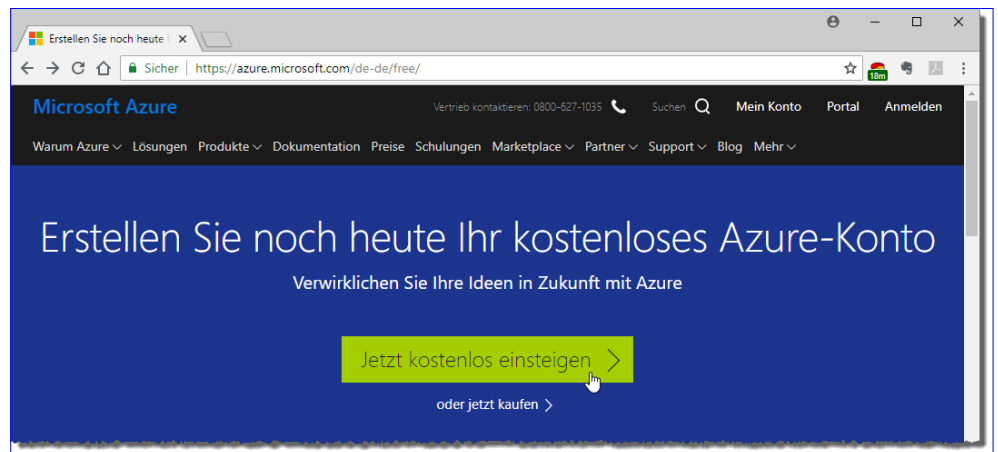 Erstellen Sie noch heute I
Sicher | https://azure.microsoft.com/de-de/free/
18m
Microsoft Azure
Vertrieb kontaktieren: 0800-627-1035
Suchen
Mein Konto
Portal
Anmelden
Warum Azure Lösungen Produkte Dokumentation Preise Schulungen Marketplace Partner Support Blog Mehr
Erstellen Sie noch heute Ihr kostenloses Azure-Konto
Verwirklichen Sie Ihre Ideen in Zukunft mit Azure
Jetzt kostenlos einsteigen
oder jetzt kaufen